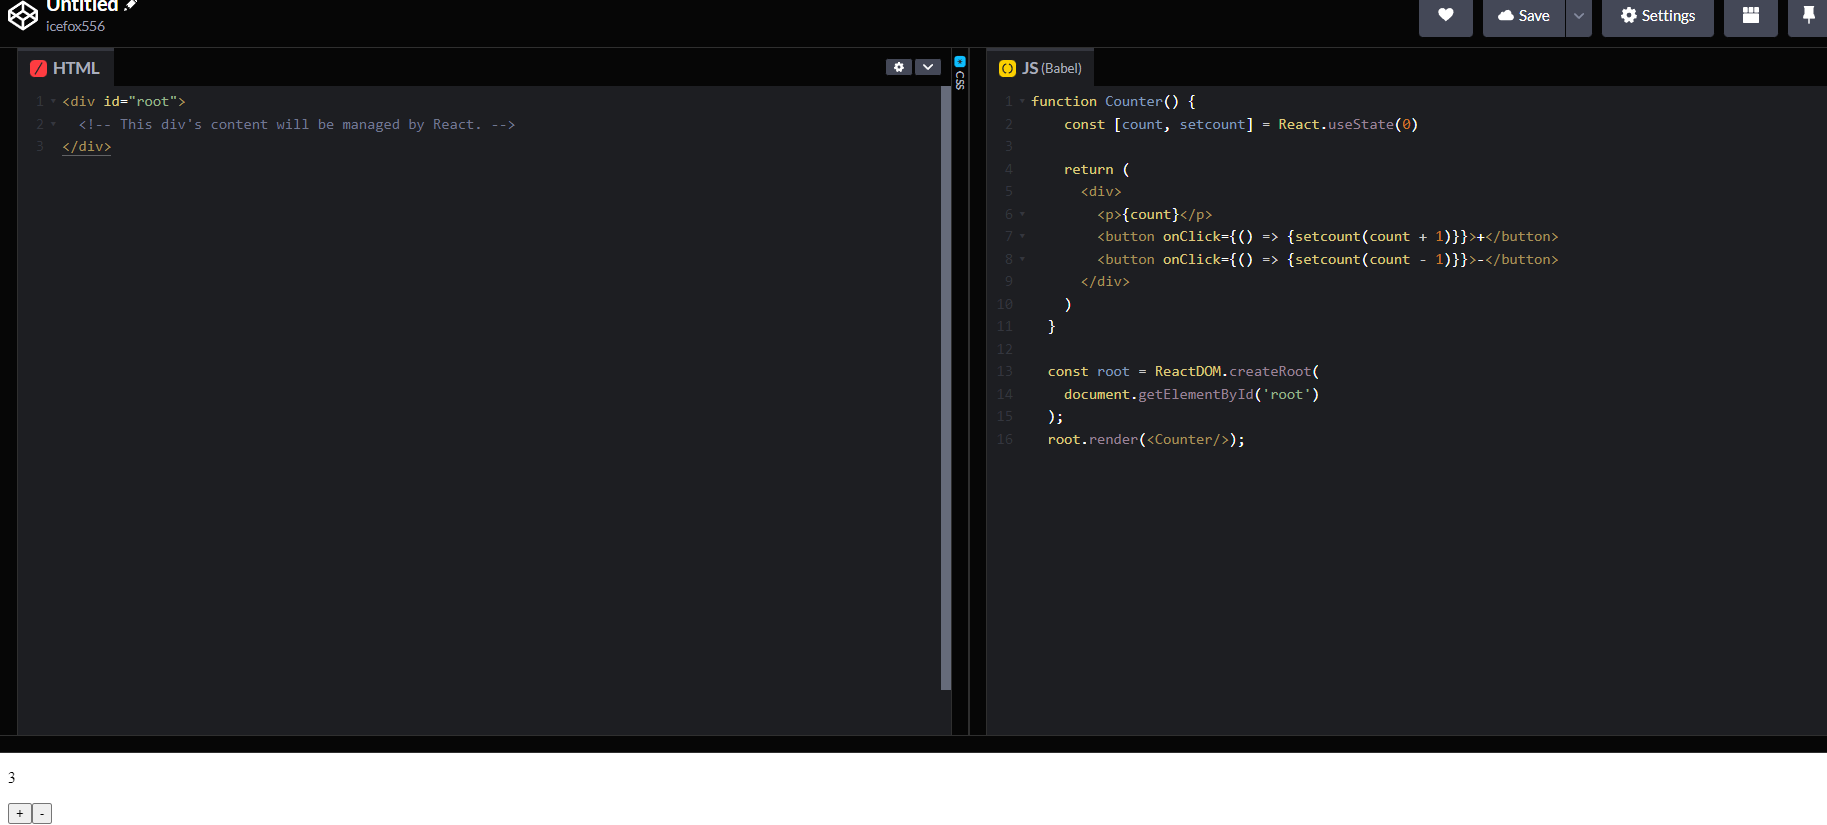 Untitled
icefox556
Save
Settings
HTML
CSS
JS (Babel)
1 <div id="root">
2 <!-- This div's content will be managed by React. -->
3 </div>
1 function Counter() {
2 const [count, setcount] = React.useState(0)
3
4 return (
5 <div>
6 <p>{count}</p>
7 <button onClick={() => {setcount(count + 1)}}>+</button>
8 <button onClick={() => {setcount(count - 1)}}>-</button>
9 </div>
10 )
11 }
12
13 const root = ReactDOM.createRoot(
14 document.getElementById('root')
15 );
16 root.render(<Counter/>);
3
+ -